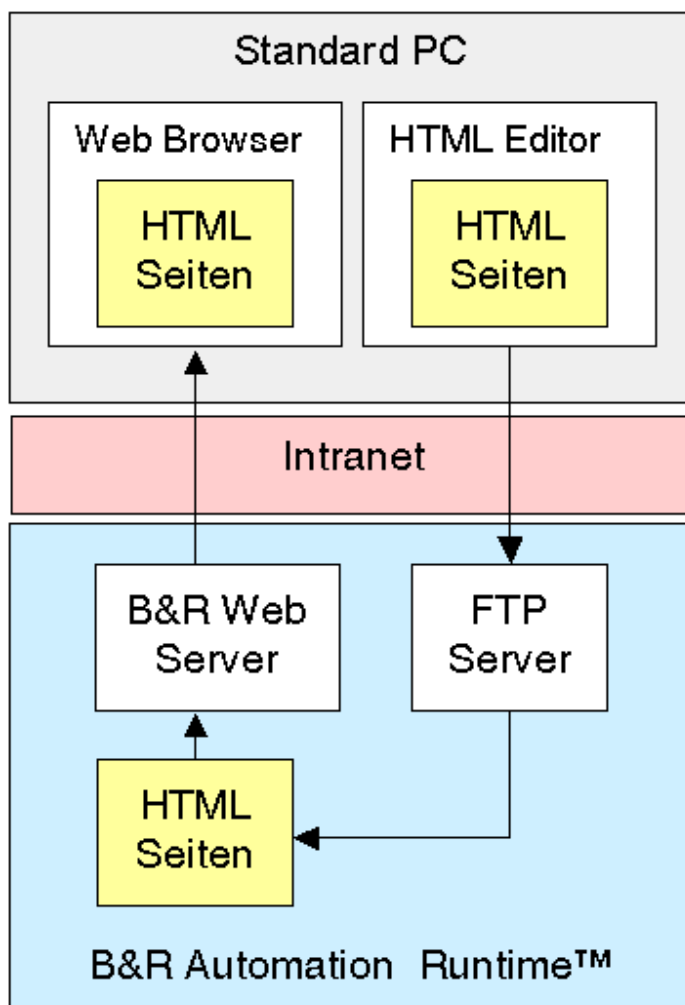 Standard PC
Web Browser
HTML
Seiten
HTML Editor
HTML
Seiten
Intranet
B&R Web
Server
FTP
Server
HTML
Seiten
B&R Automation Runtime™